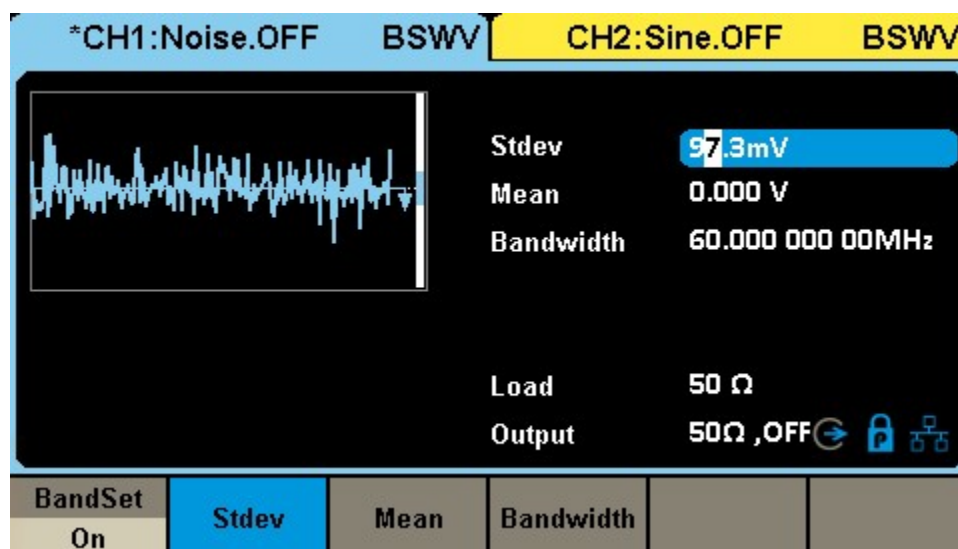 *CH1:Noise.OFF BSWV CH2:Sine.OFF BSWV
Stdev 97.3mV
Mean 0.000 V
Bandwidth 60.000 000 00MHz
Load 50 Ω
Output 50Ω ,OFF
BandSet Stdev Mean Bandwidth
On